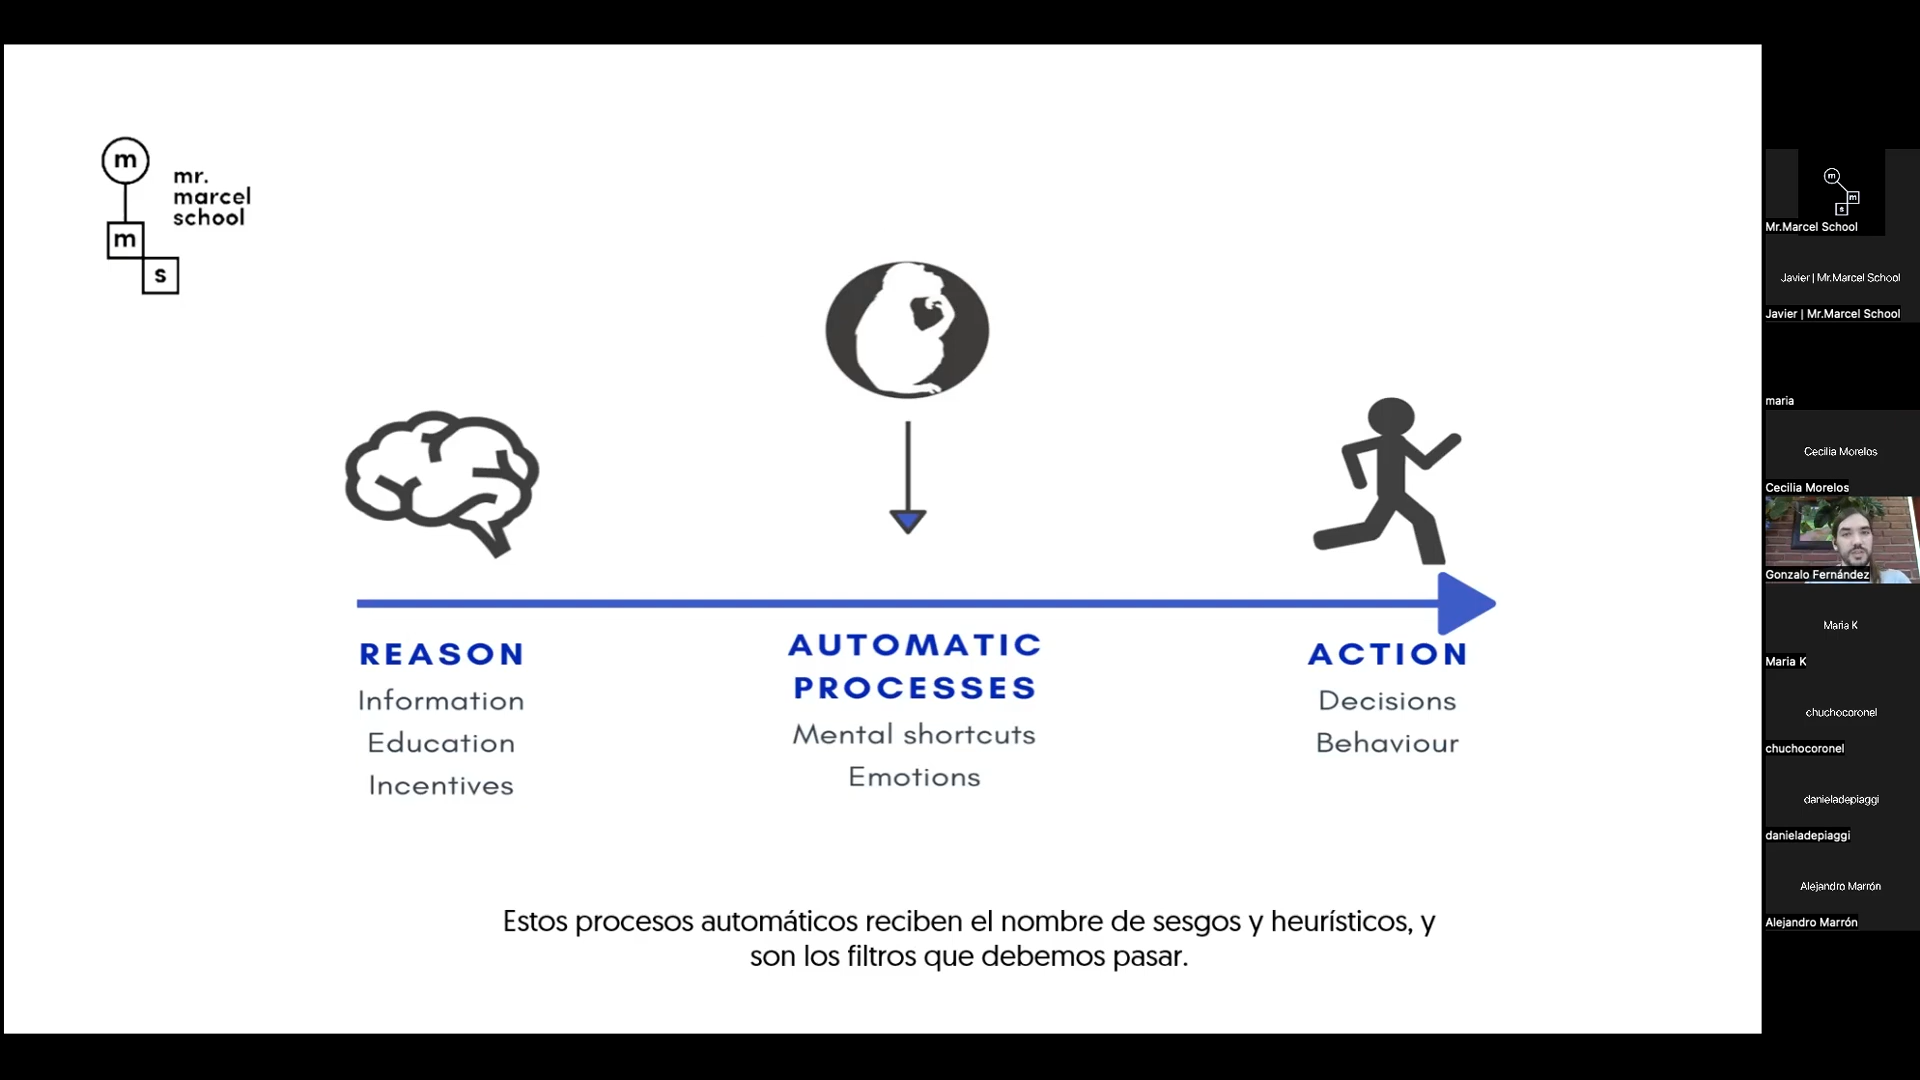 m
mr.
marcel
school
m
s
REASON
Information
Education
Incentives
AUTOMATIC
PROCESSES
Mental shortcuts
Emotions
ACTION
Decisions
Behaviour
Estos procesos automáticos reciben el nombre de sesgos y heurísticos, y
son los filtros que debemos pasar.
m
m
s
Mr.Marcel School
Javier | Mr.Marcel School
Javier | Mr.Marcel School
maria
Cecilia Morelos
Cecilia Morelos
Gonzalo Fernández
Maria K
Maria K
chuchocoronel
chuchocoronel
danieladepiaggi
danieladepiaggi
Alejandro Marrón
Alejandro Marrón